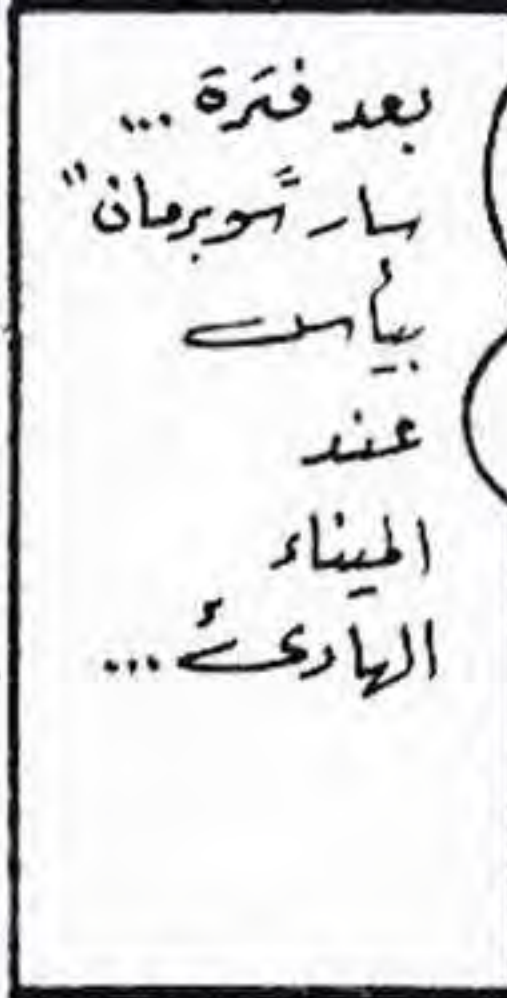 بعد فترة ...
سار "سوبرمان"
بيأس
عند
الميناء
الهادئ ...